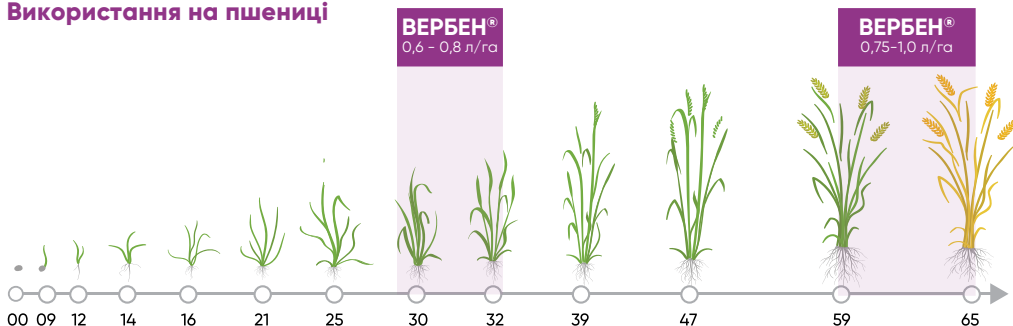 Використання на пшениці
ВЕРБЕН®
0,6 - 0,8 л/га
ВЕРБЕН®
0,75-1,0 л/га
00 09 12 14 16 21 25 30 32 39 47 59 65